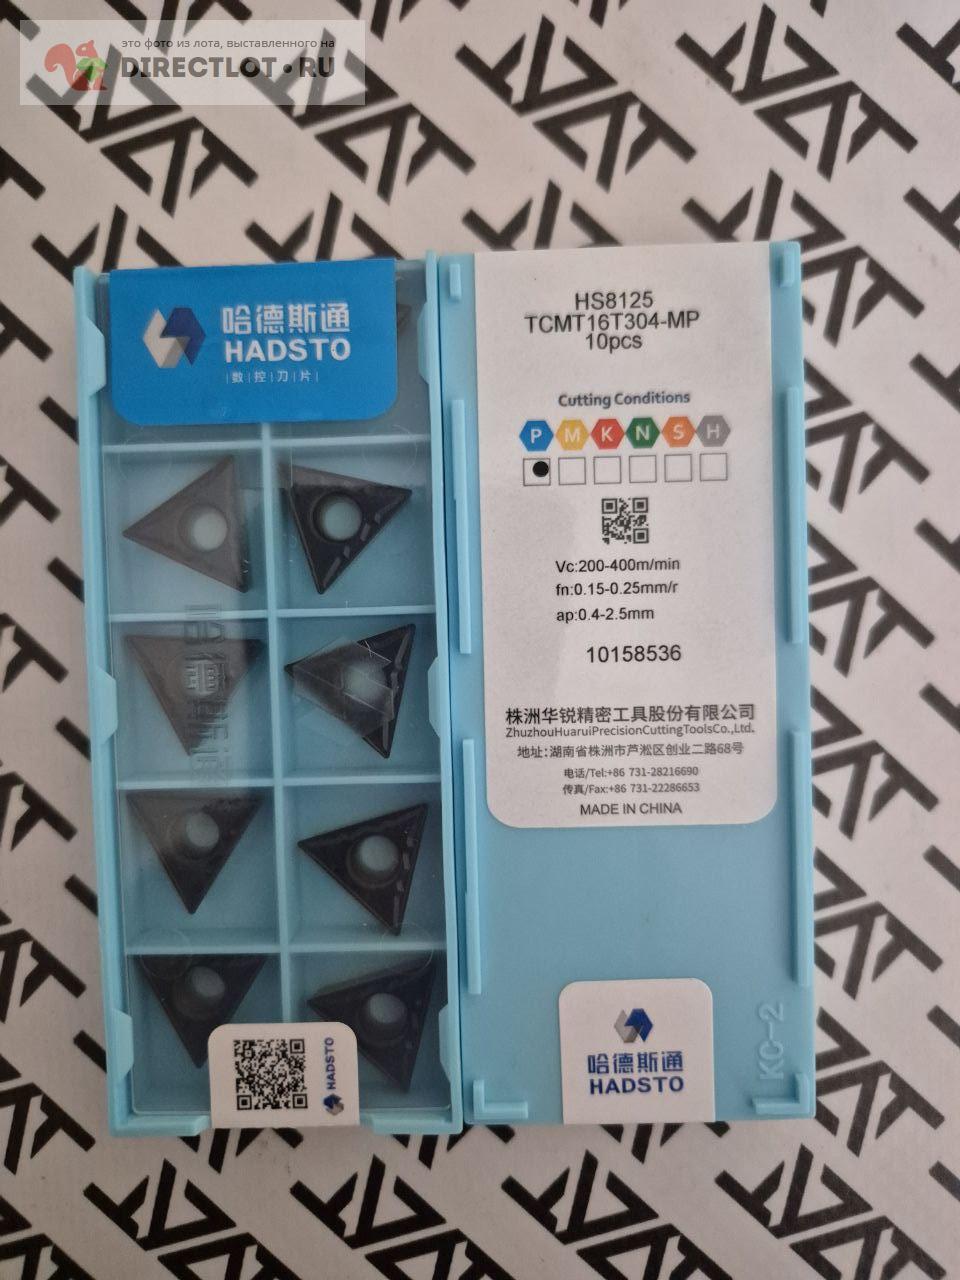 это фото из лота, выставленного на
DIRECTLOT.RU
哈德斯通
HADSTO
数控刀片
HADSTO
HS8125
TCMT16T304-MP
10pcs
Cutting Conditions
P M K N S H
Vc:200-400m/min
fn:0.15-0.25mm/r
ap:0.4-2.5mm
10158536
株洲华锐精密工具股份有限公司
ZhuzhouHuaruiPrecisionCuttingToolsCo.,Ltd.
地址:湖南省株洲市芦淞区创业二路68号
电话/Tel:+86 731-28216690
传真/Fax:+86 731-22286653
MADE IN CHINA
KC-2
哈德斯通
HADSTO